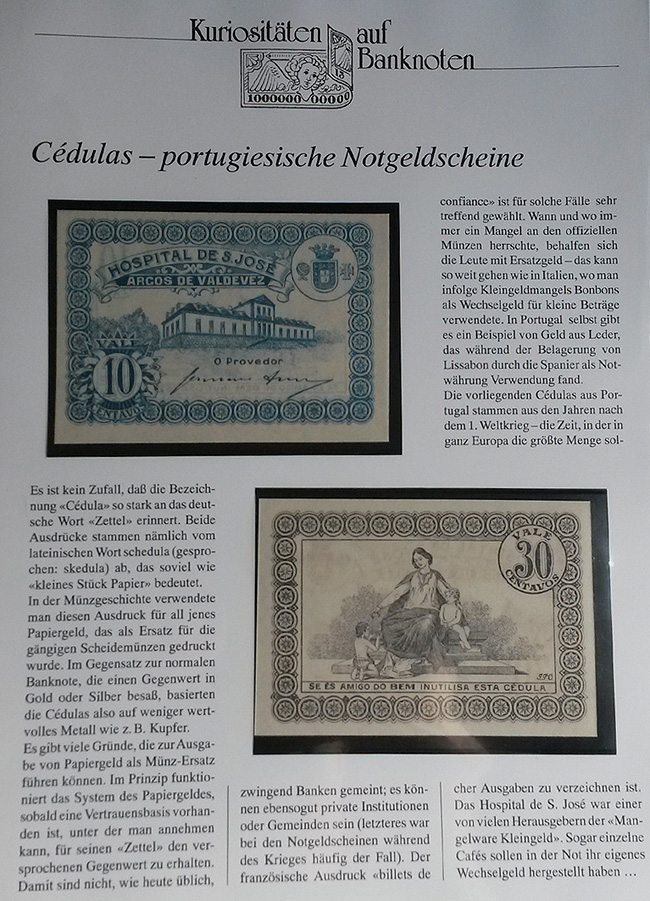 Kuriositäten auf
Banknoten
1000000 00000
Cédulas – portugiesische Notgeldscheine
HOSPITAL DE S. JOSÉ
ARCOS DE VALDEVEZ
VALE
10
CENTAVOS
O Provedor
Es ist kein Zufall, daß die Bezeich-
nung «Cédula» so stark an das deut-
sche Wort «Zettel» erinnert. Beide
Ausdrücke stammen nämlich vom
lateinischen Wort schedula (gespro-
chen: skedula) ab, das soviel wie
«kleines Stück Papier» bedeutet.
In der Münzgeschichte verwendete
man diesen Ausdruck für all jenes
Papiergeld, das als Ersatz für die
gängigen Scheidemünzen gedruckt
wurde. Im Gegensatz zur normalen
Banknote, die einen Gegenwert in
Gold oder Silber besaß, basierten
die Cédulas also auf weniger wert-
volles Metall wie z. B. Kupfer.
Es gibt viele Gründe, die zur Ausga-
be von Papiergeld als Münz-Ersatz
führen können. Im Prinzip funktio-
niert das System des Papiergeldes,
sobald eine Vertrauensbasis vorhan-
den ist, unter der man annehmen
kann, für seinen «Zettel» den ver-
sprochenen Gegenwert zu erhalten.
Damit sind nicht, wie heute üblich,
zwingend Banken gemeint; es kön-
nen ebensogut private Institutionen
oder Gemeinden sein (letzteres war
bei den Notgeldscheinen während
des Krieges häufig der Fall). Der
französische Ausdruck «billets de
confiance» ist für solche Fälle sehr
treffend gewählt. Wann und wo im-
mer ein Mangel an den offiziellen
Münzen herrschte, behalfen sich
die Leute mit Ersatzgeld – das kann
so weit gehen wie in Italien, wo man
infolge Kleingeldmangels Bonbons
als Wechselgeld für kleine Beträge
verwendete. In Portugal selbst gibt
es ein Beispiel von Geld aus Leder,
das während der Belagerung von
Lissabon durch die Spanier als Not-
währung Verwendung fand.
Die vorliegenden Cédulas aus Por-
tugal stammen aus den Jahren nach
dem 1. Weltkrieg – die Zeit, in der in
ganz Europa die größte Menge sol-
cher Ausgaben zu verzeichnen ist.
Das Hospital de S. José war einer
von vielen Herausgebern der «Man-
gelware Kleingeld». Sogar einzelne
Cafés sollen in der Not ihr eigenes
Wechselgeld hergestellt haben ...
VALE
30
CENTAVOS
SE ÉS AMIGO DO BEM INUTILISA ESTA CÉDULA